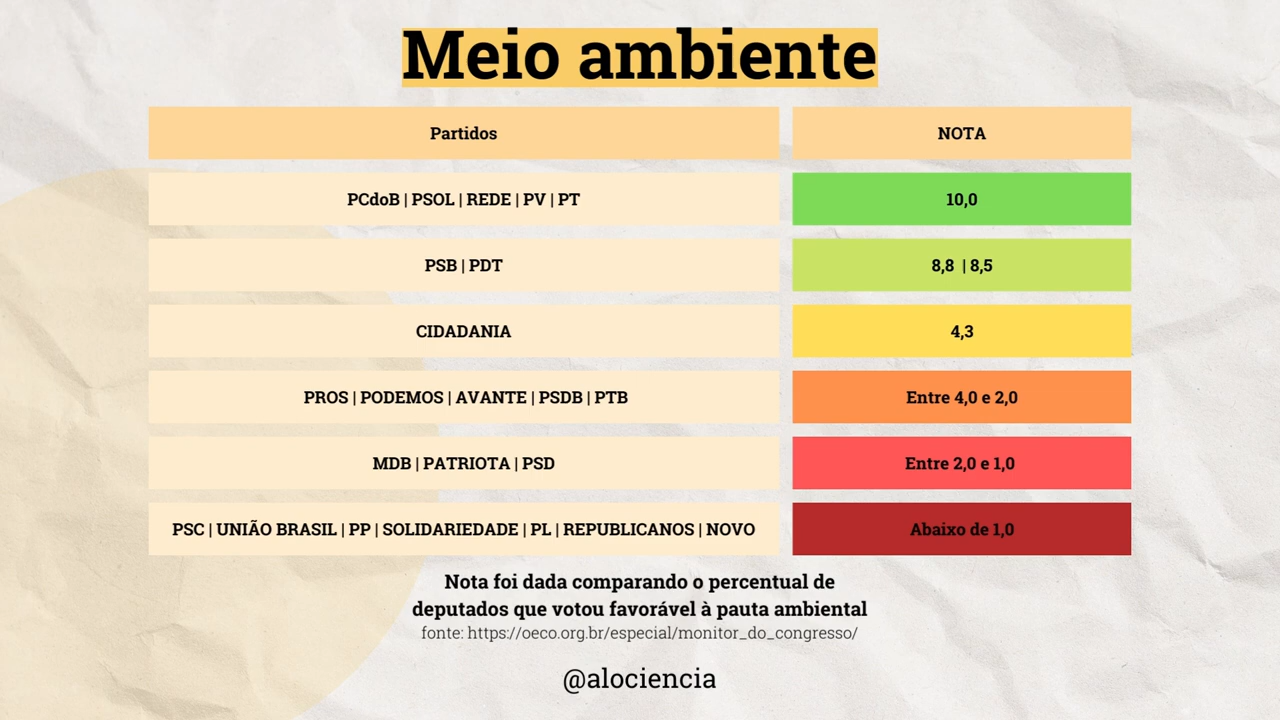 Meio ambiente
Partidos NOTA
PCdoB | PSOL | REDE | PV | PT 10,0
PSB | PDT 8,8 | 8,5
CIDADANIA 4,3
PROS | PODEMOS | AVANTE | PSDB | PTB Entre 4,0 e 2,0
MDB | PATRIOTA | PSD Entre 2,0 e 1,0
PSC | UNIÃO BRASIL | PP | SOLIDARIEDADE | PL | REPUBLICANOS | NOVO Abaixo de 1,0
Nota foi dada comparando o percentual de
deputados que votou favorável à pauta ambiental
fonte: https://oeco.org.br/especial/monitor_do_congresso/
@alociencia